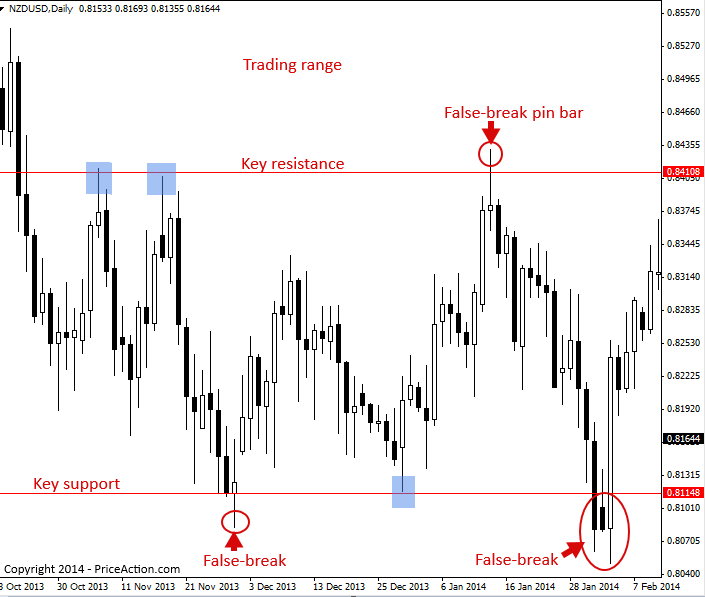 NZDUSD,Daily 0.81533 0.81693 0.81355 0.81644
0.85570
Trading range
0.85270
0.84965
False-break pin bar
0.84660
0.84355
Key resistance
0.84108
0.83745
0.83445
0.83140
0.82835
0.82530
0.82225
0.81920
0.81644
Key support
0.81315
0.81148
0.81010
0.80705
False-break
False-break
0.80400
Copyright 2014 - PriceAction.com
8 Oct 2013 30 Oct 2013 11 Nov 2013 21 Nov 2013 3 Dec 2013 13 Dec 2013 25 Dec 2013 6 Jan 2014 16 Jan 2014 28 Jan 2014 7 Feb 2014